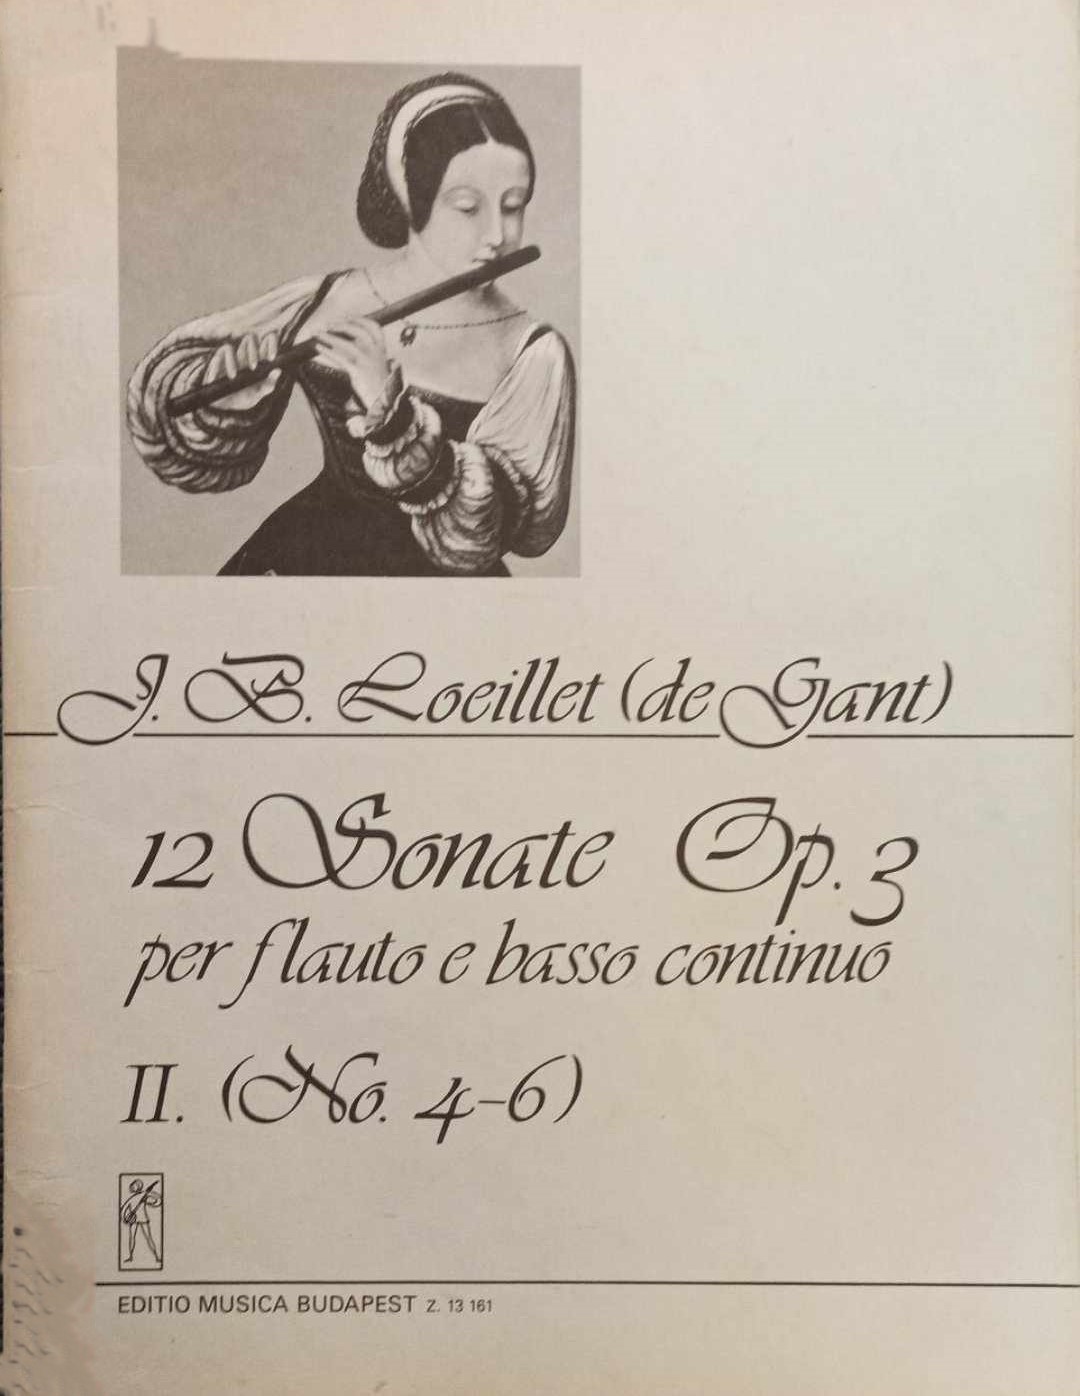 J. B. Loeillet (de Gant)
12 Sonate Op. 3
per flauto e basso continuo
II. (No. 4-6)
EDITIO MUSICA BUDAPEST Z. 13 161